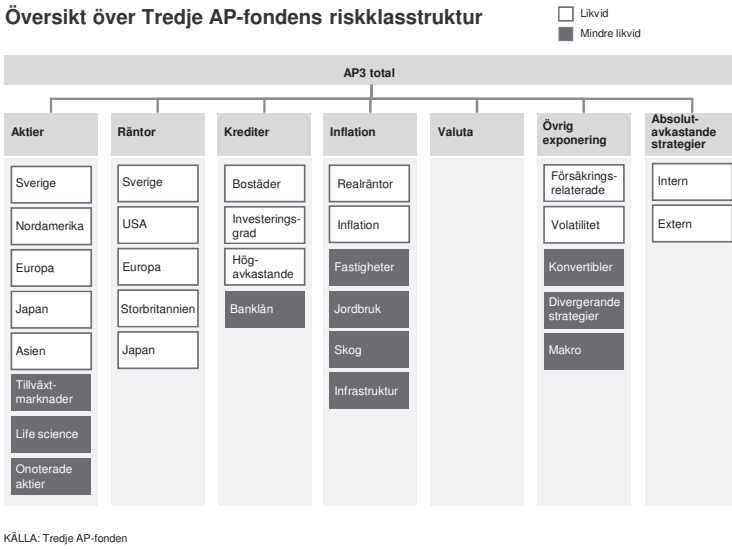 Översikt över Tredje AP-fondens riskklasstruktur
Likvid
Mindre likvid
AP3 total
Aktier
Räntor
Krediter
Inflation
Valuta
Övrig
exponering
Absolut-
avkastande
strategier
Sverige
Nordamerika
Europa
Japan
Asien
Tillväxt-
marknader
Life science
Onoterade
aktier
Sverige
USA
Europa
Storbritannien
Japan
Bostäder
Investerings-
grad
Hög-
avkastande
Banklån
Realräntor
Inflation
Fastigheter
Jordbruk
Skog
Infrastruktur
Försäkrings-
relaterade
Volatilitet
Konvertibler
Divergerande
strategier
Makro
Intern
Extern
KÄLLA: Tredje AP-fonden